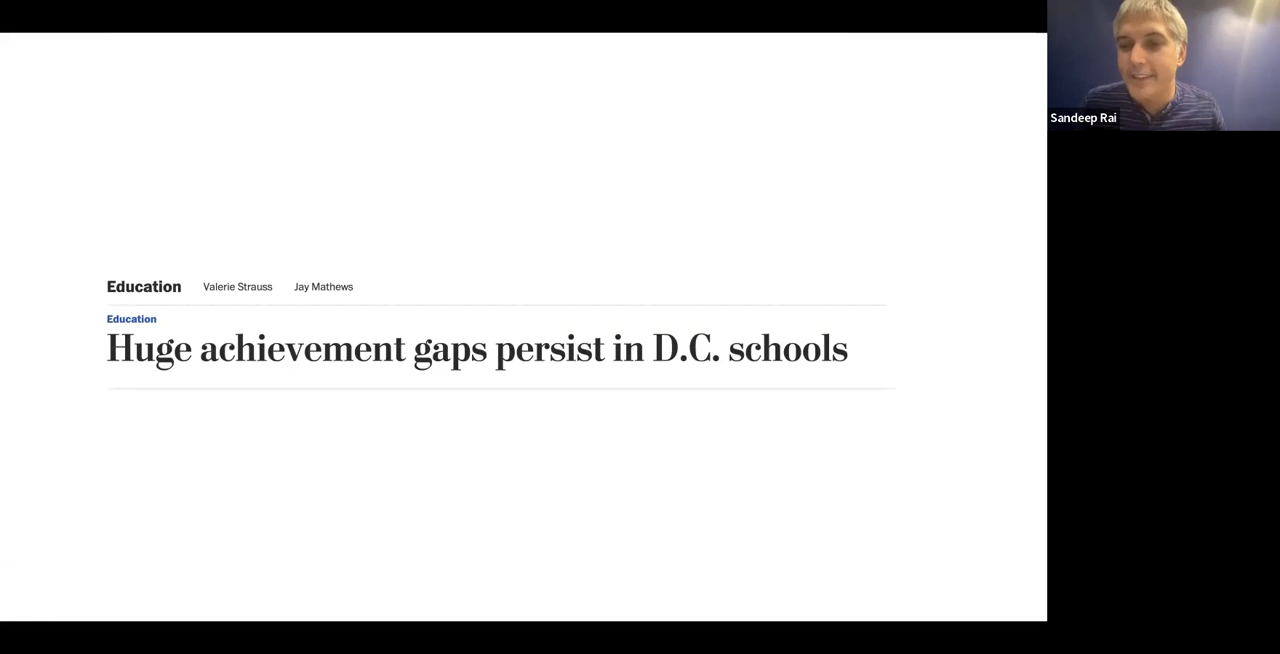 Education Valerie Strauss Jay Mathews
Education
Huge achievement gaps persist in D.C. schools
Sandeep Rai